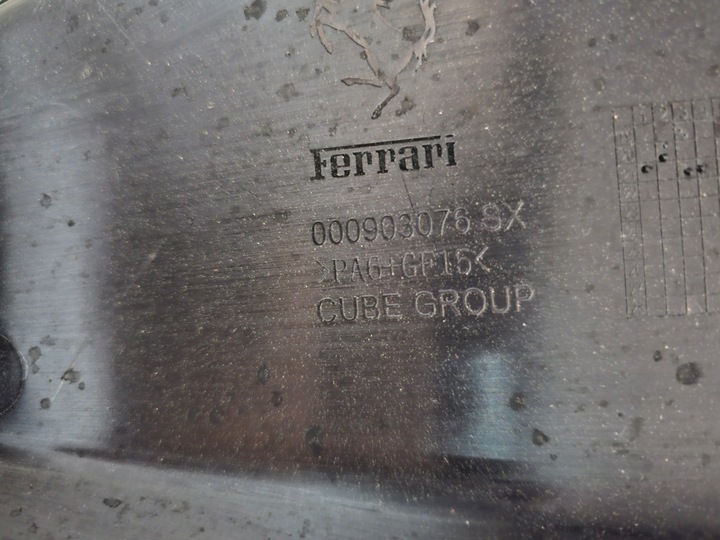 Ferrari
000903076 SX
>PA6+GF15<
CUBE GROUP